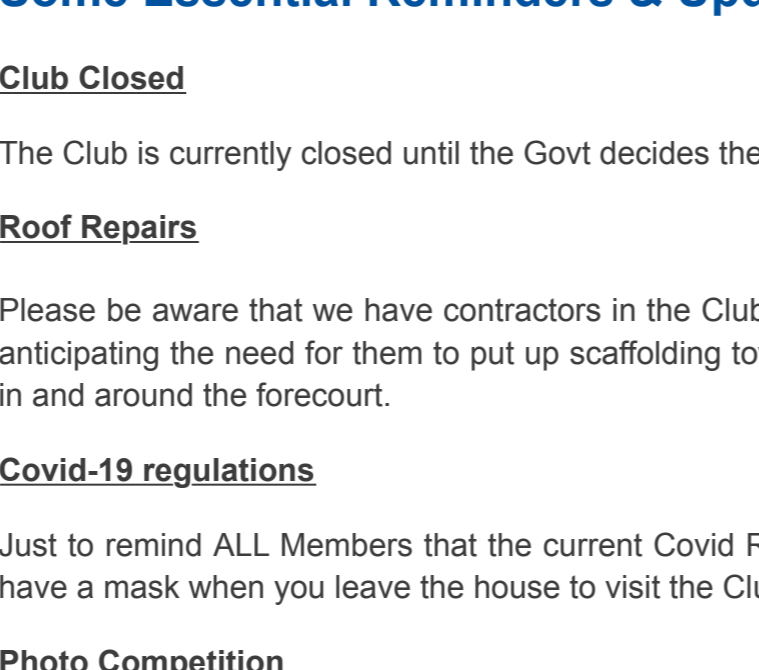 Some Essential Reminders &
Club Closed
The Club is currently closed until the Govt decides the
Roof Repairs
Please be aware that we have contractors in the Club
anticipating the need for them to put up scaffolding
in and around the forecourt.
Covid-19 regulations
Just to remind ALL Members that the current Covid
have a mask when you leave the house to visit the
Photo Competition